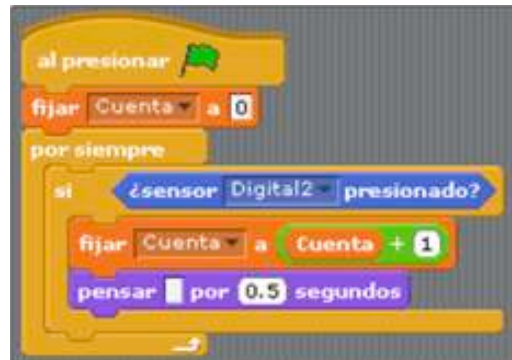 al presionar
fijar Cuenta a 0
por siempre
si ¿sensor Digital2 presionado?
fijar Cuenta a Cuenta + 1
pensar por 0.5 segundos